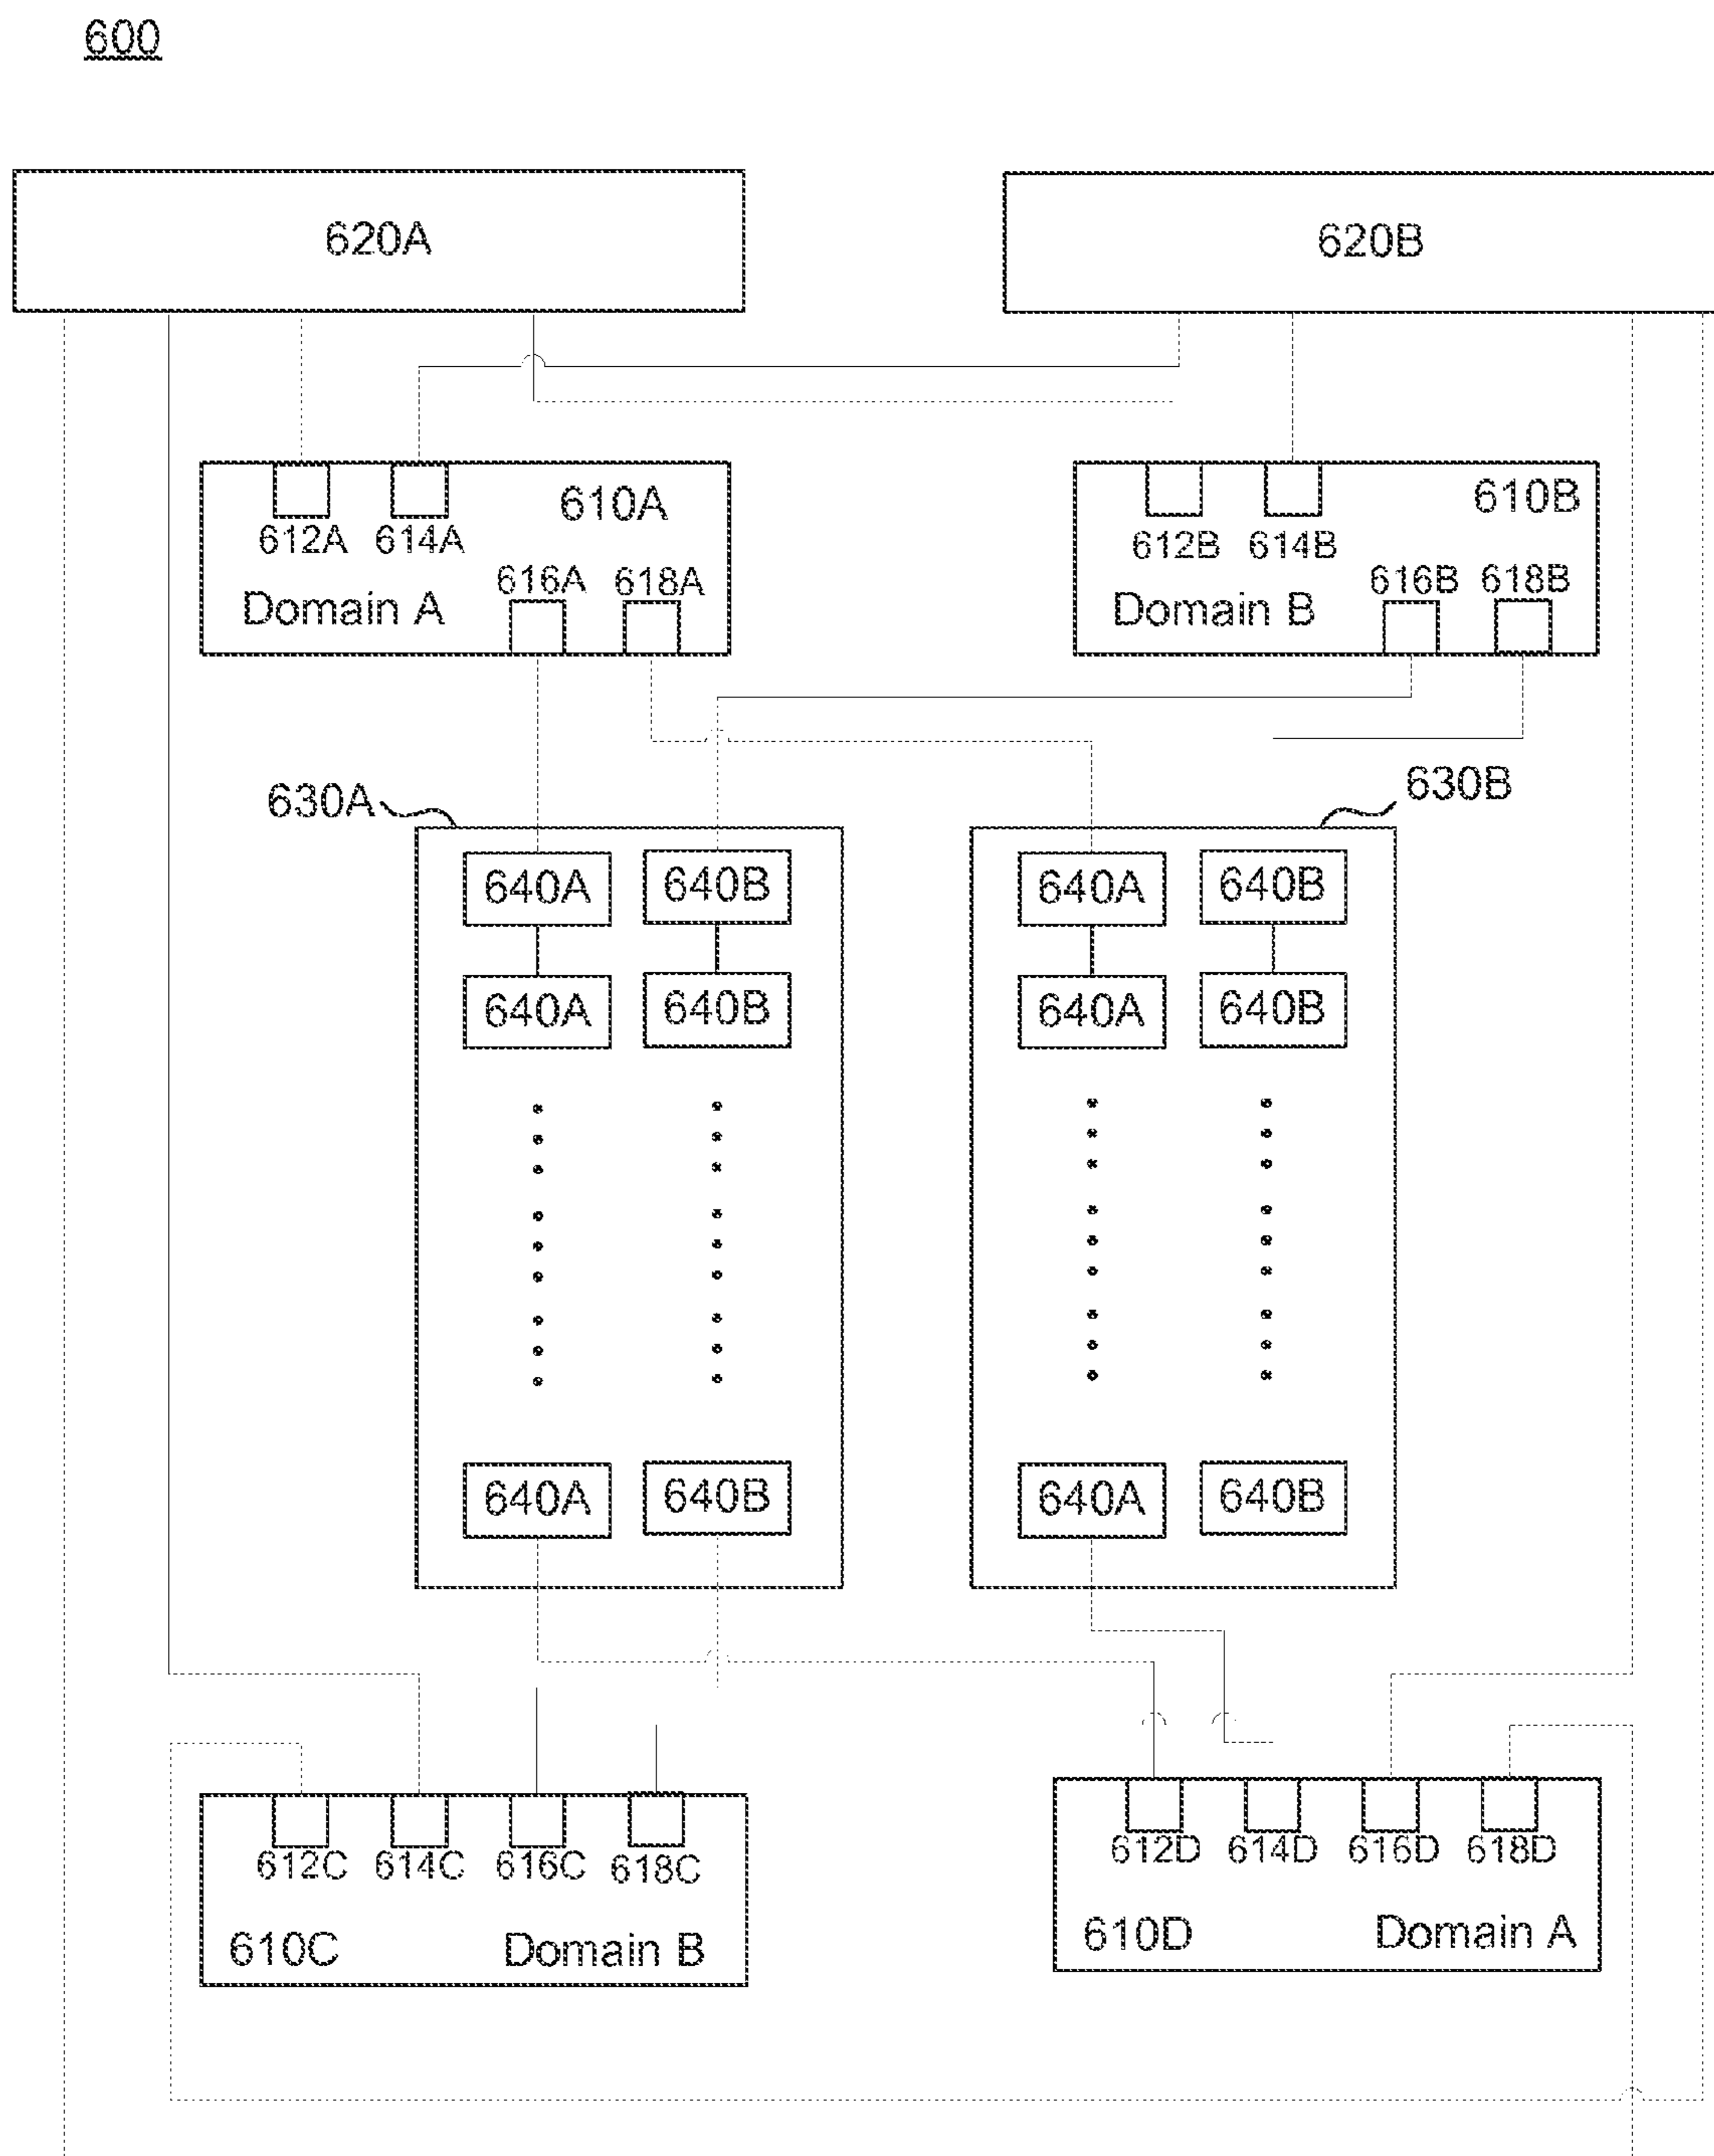 600
620A
620B
610A
612A 614A
616A 618A
Domain A
610B
612B 614B
616B 618B
Domain B
630A
630B
640A 640B
640A 640B
640A 640B
640A 640B
640A 640B
640A 640B
612C 614C 616C 618C
610C Domain B
612D 614D 616D 618D
610D Domain A